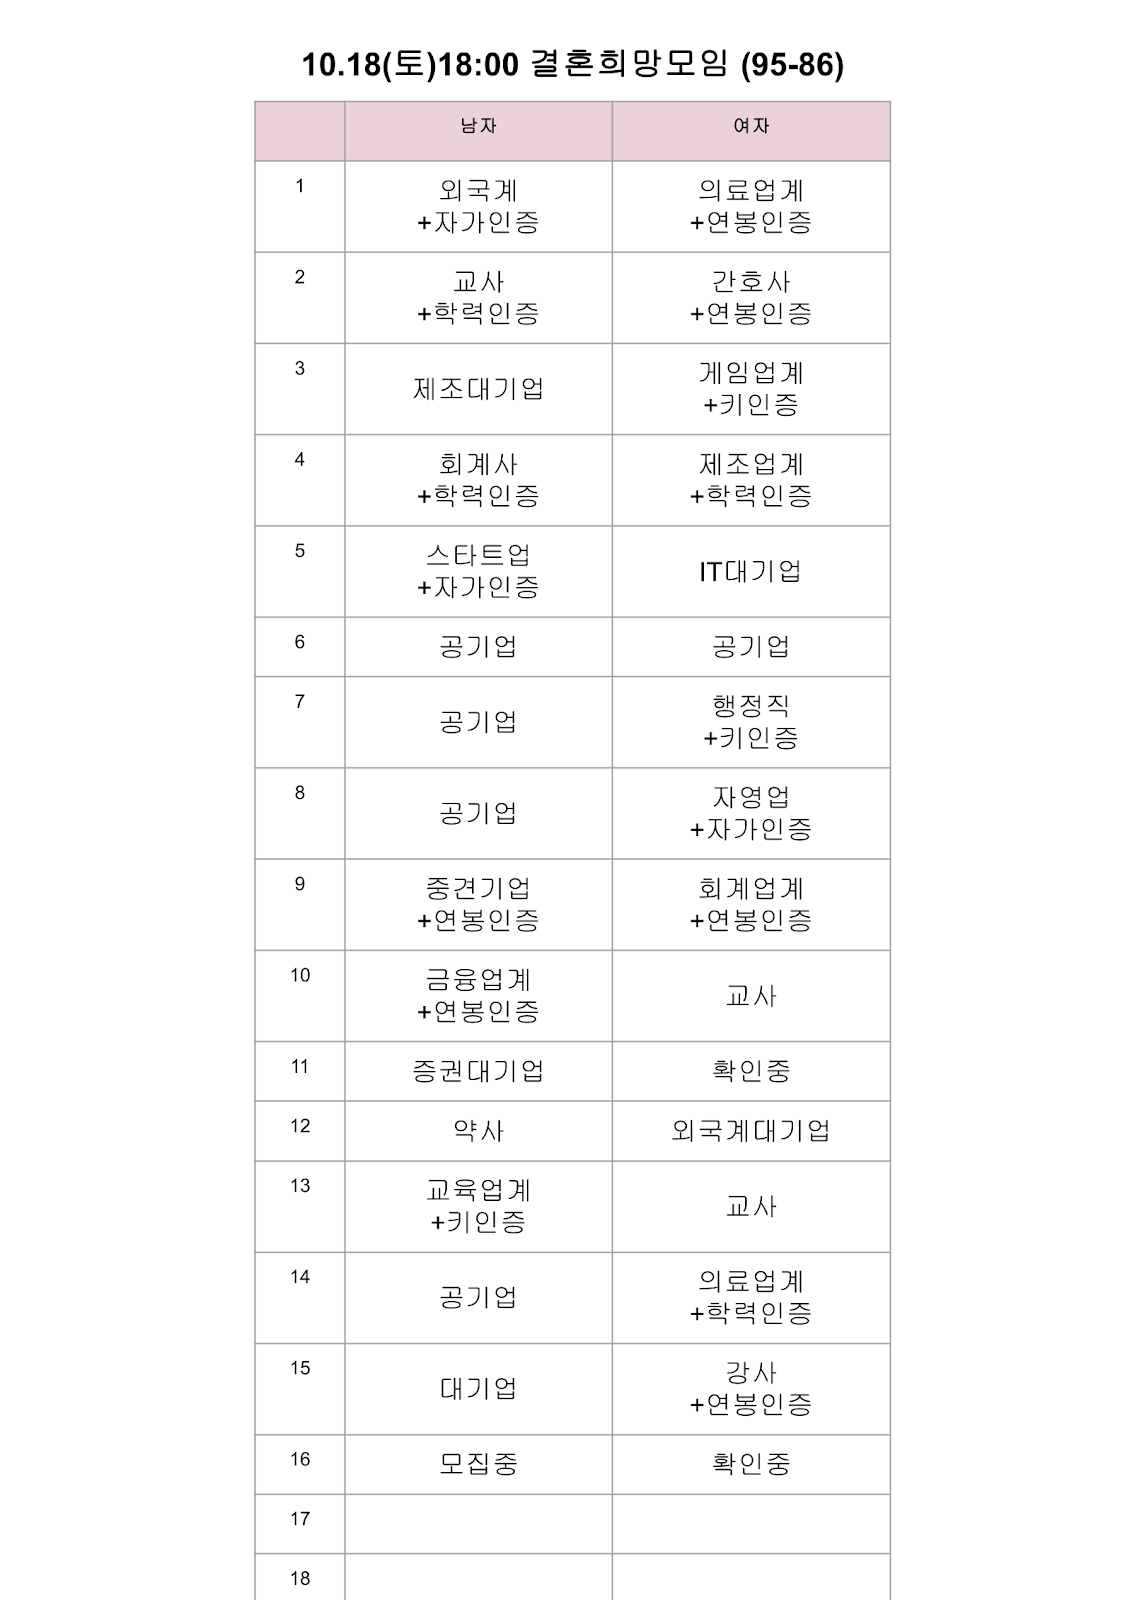 10.18(토)18:00 결혼희망모임 (95-86)
남자 여자
1 외국계 의료업계
+자가인증 +연봉인증
2 교사 간호사
+학력인증 +연봉인증
3 제조대기업 게임업계
+키인증
4 회계사 제조업계
+학력인증 +학력인증
5 스타트업 IT대기업
+자가인증
6 공기업 공기업
7 공기업 행정직
+키인증
8 공기업 자영업
+자가인증
9 중견기업 회계업계
+연봉인증 +연봉인증
10 금융업계 교사
+연봉인증
11 증권대기업 확인중
12 약사 외국계대기업
13 교육업계 교사
+키인증
14 공기업 의료업계
+학력인증
15 대기업 강사
+연봉인증
16 모집중 확인중
17
18